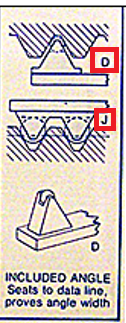 D
J
D
INCLUDED ANGLE
Seats to data line,
proves angle width